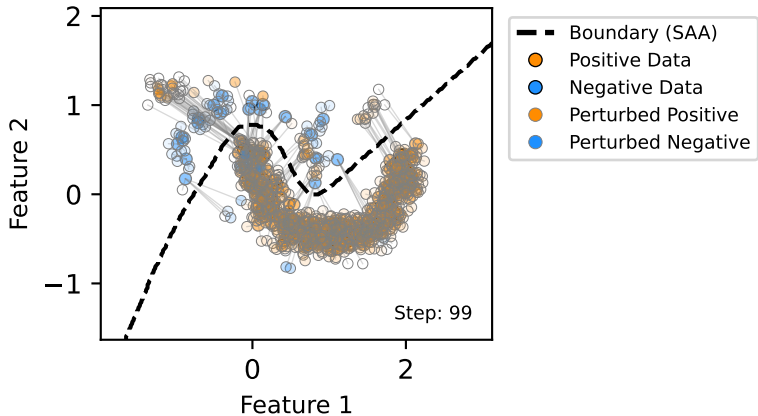 2
1
0
−1
Feature 2
0
2
Feature 1
Step: 99
Boundary (SAA)
Positive Data
Negative Data
Perturbed Positive
Perturbed Negative